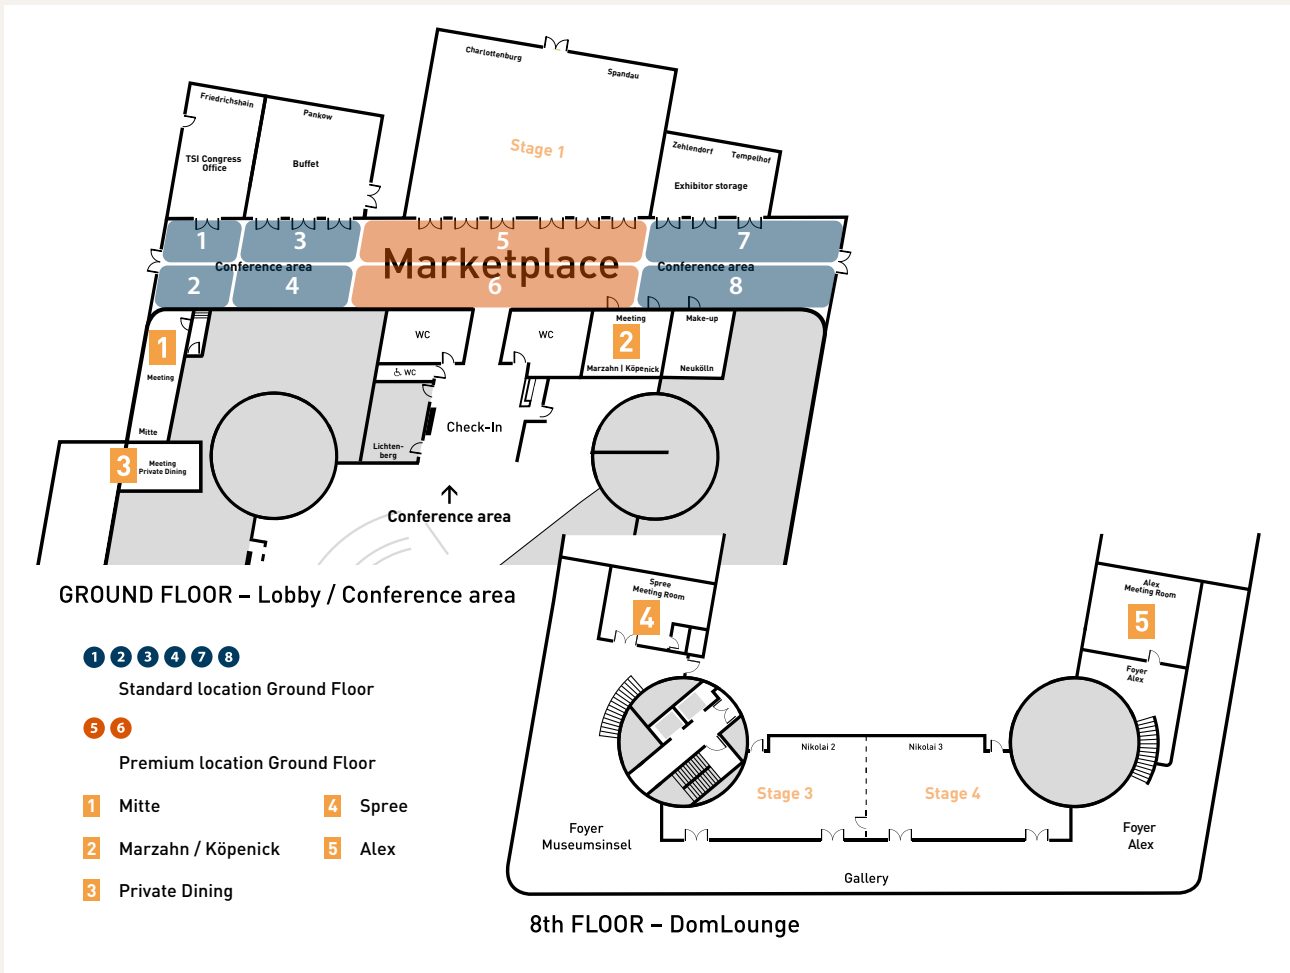 Charlottenburg
Spandau
Stage 1
Friedrichshain
Pankow
TSI Congress
Office
Buffet
Zehlendorf
Tempelhof
Exhibitor storage
1
3
5
7
Conference area
Marketplace
Conference area
2
4
6
8
1
Meeting
Mitte
WC
WC
WC
Meeting
2
Marzahn | Köpenick
Make-up
Neukölln
Lichten-
berg
Check-In
3
Meeting
Private Dining
Conference area
GROUND FLOOR – Lobby / Conference area
1 2 3 4 7 8
Standard location Ground Floor
5 6
Premium location Ground Floor
1 Mitte
2 Marzahn / Köpenick
3 Private Dining
4 Spree
5 Alex
Spree
Meeting Room
4
Alex
Meeting Room
5
Foyer
Alex
Nikolai 2
Nikolai 3
Stage 3
Stage 4
Foyer
Museumsinsel
Foyer
Alex
Gallery
8th FLOOR – DomLounge